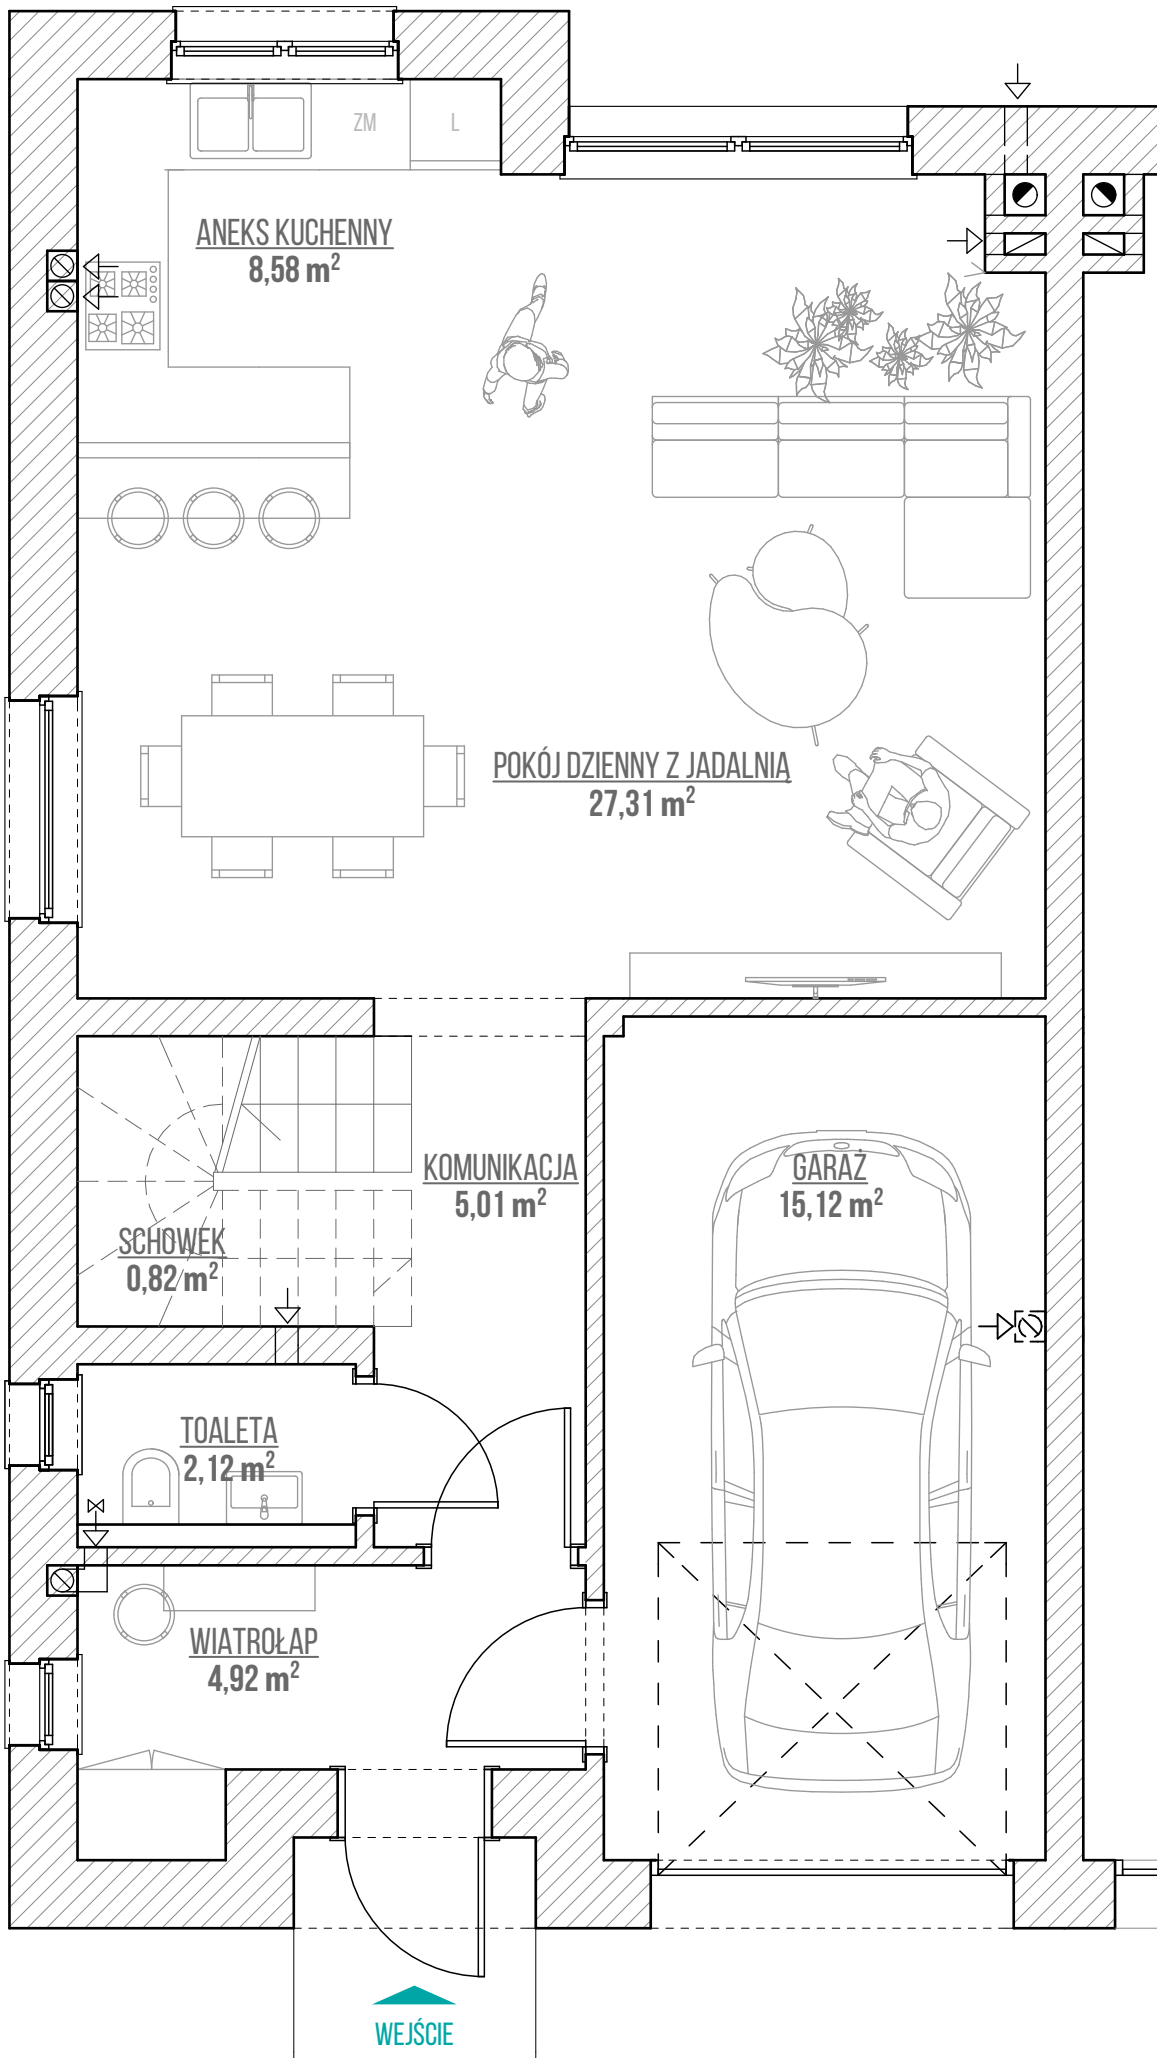 ZM
L
ANEKS KUCHENNY
8,58 m²
POKÓJ DZIENNY Z JADALNIĄ
27,31 m²
KOMUNIKACJA
5,01 m²
GARAŻ
15,12 m²
SCHOWEK
0,82 m²
TOALETA
2,12 m²
WIATROŁAP
4,92 m²
WEJŚCIE